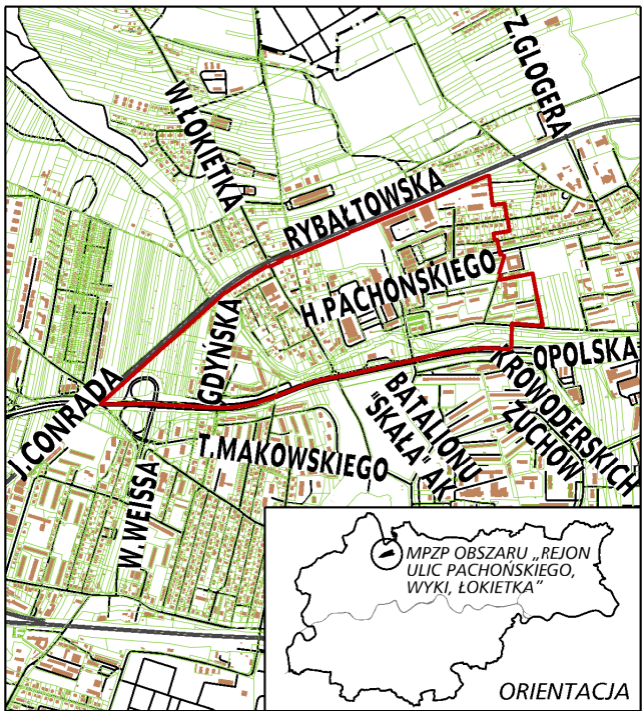 Z.GLOGERA
W.ŁOKIETKA
RYBAŁTOWSKA
H.PACHOŃSKIEGO
GDYŃSKA
OPOLSKA
J.CONRADA
KROWODERSKICH
ZUCHÓW
BATALIONU
"SKAŁA" AK
T.MAKOWSKIEGO
W.WEISSA
MPZP OBSZARU „REJON
ULIC PACHOŃSKIEGO,
WYKI, ŁOKIETKA”
ORIENTACJA